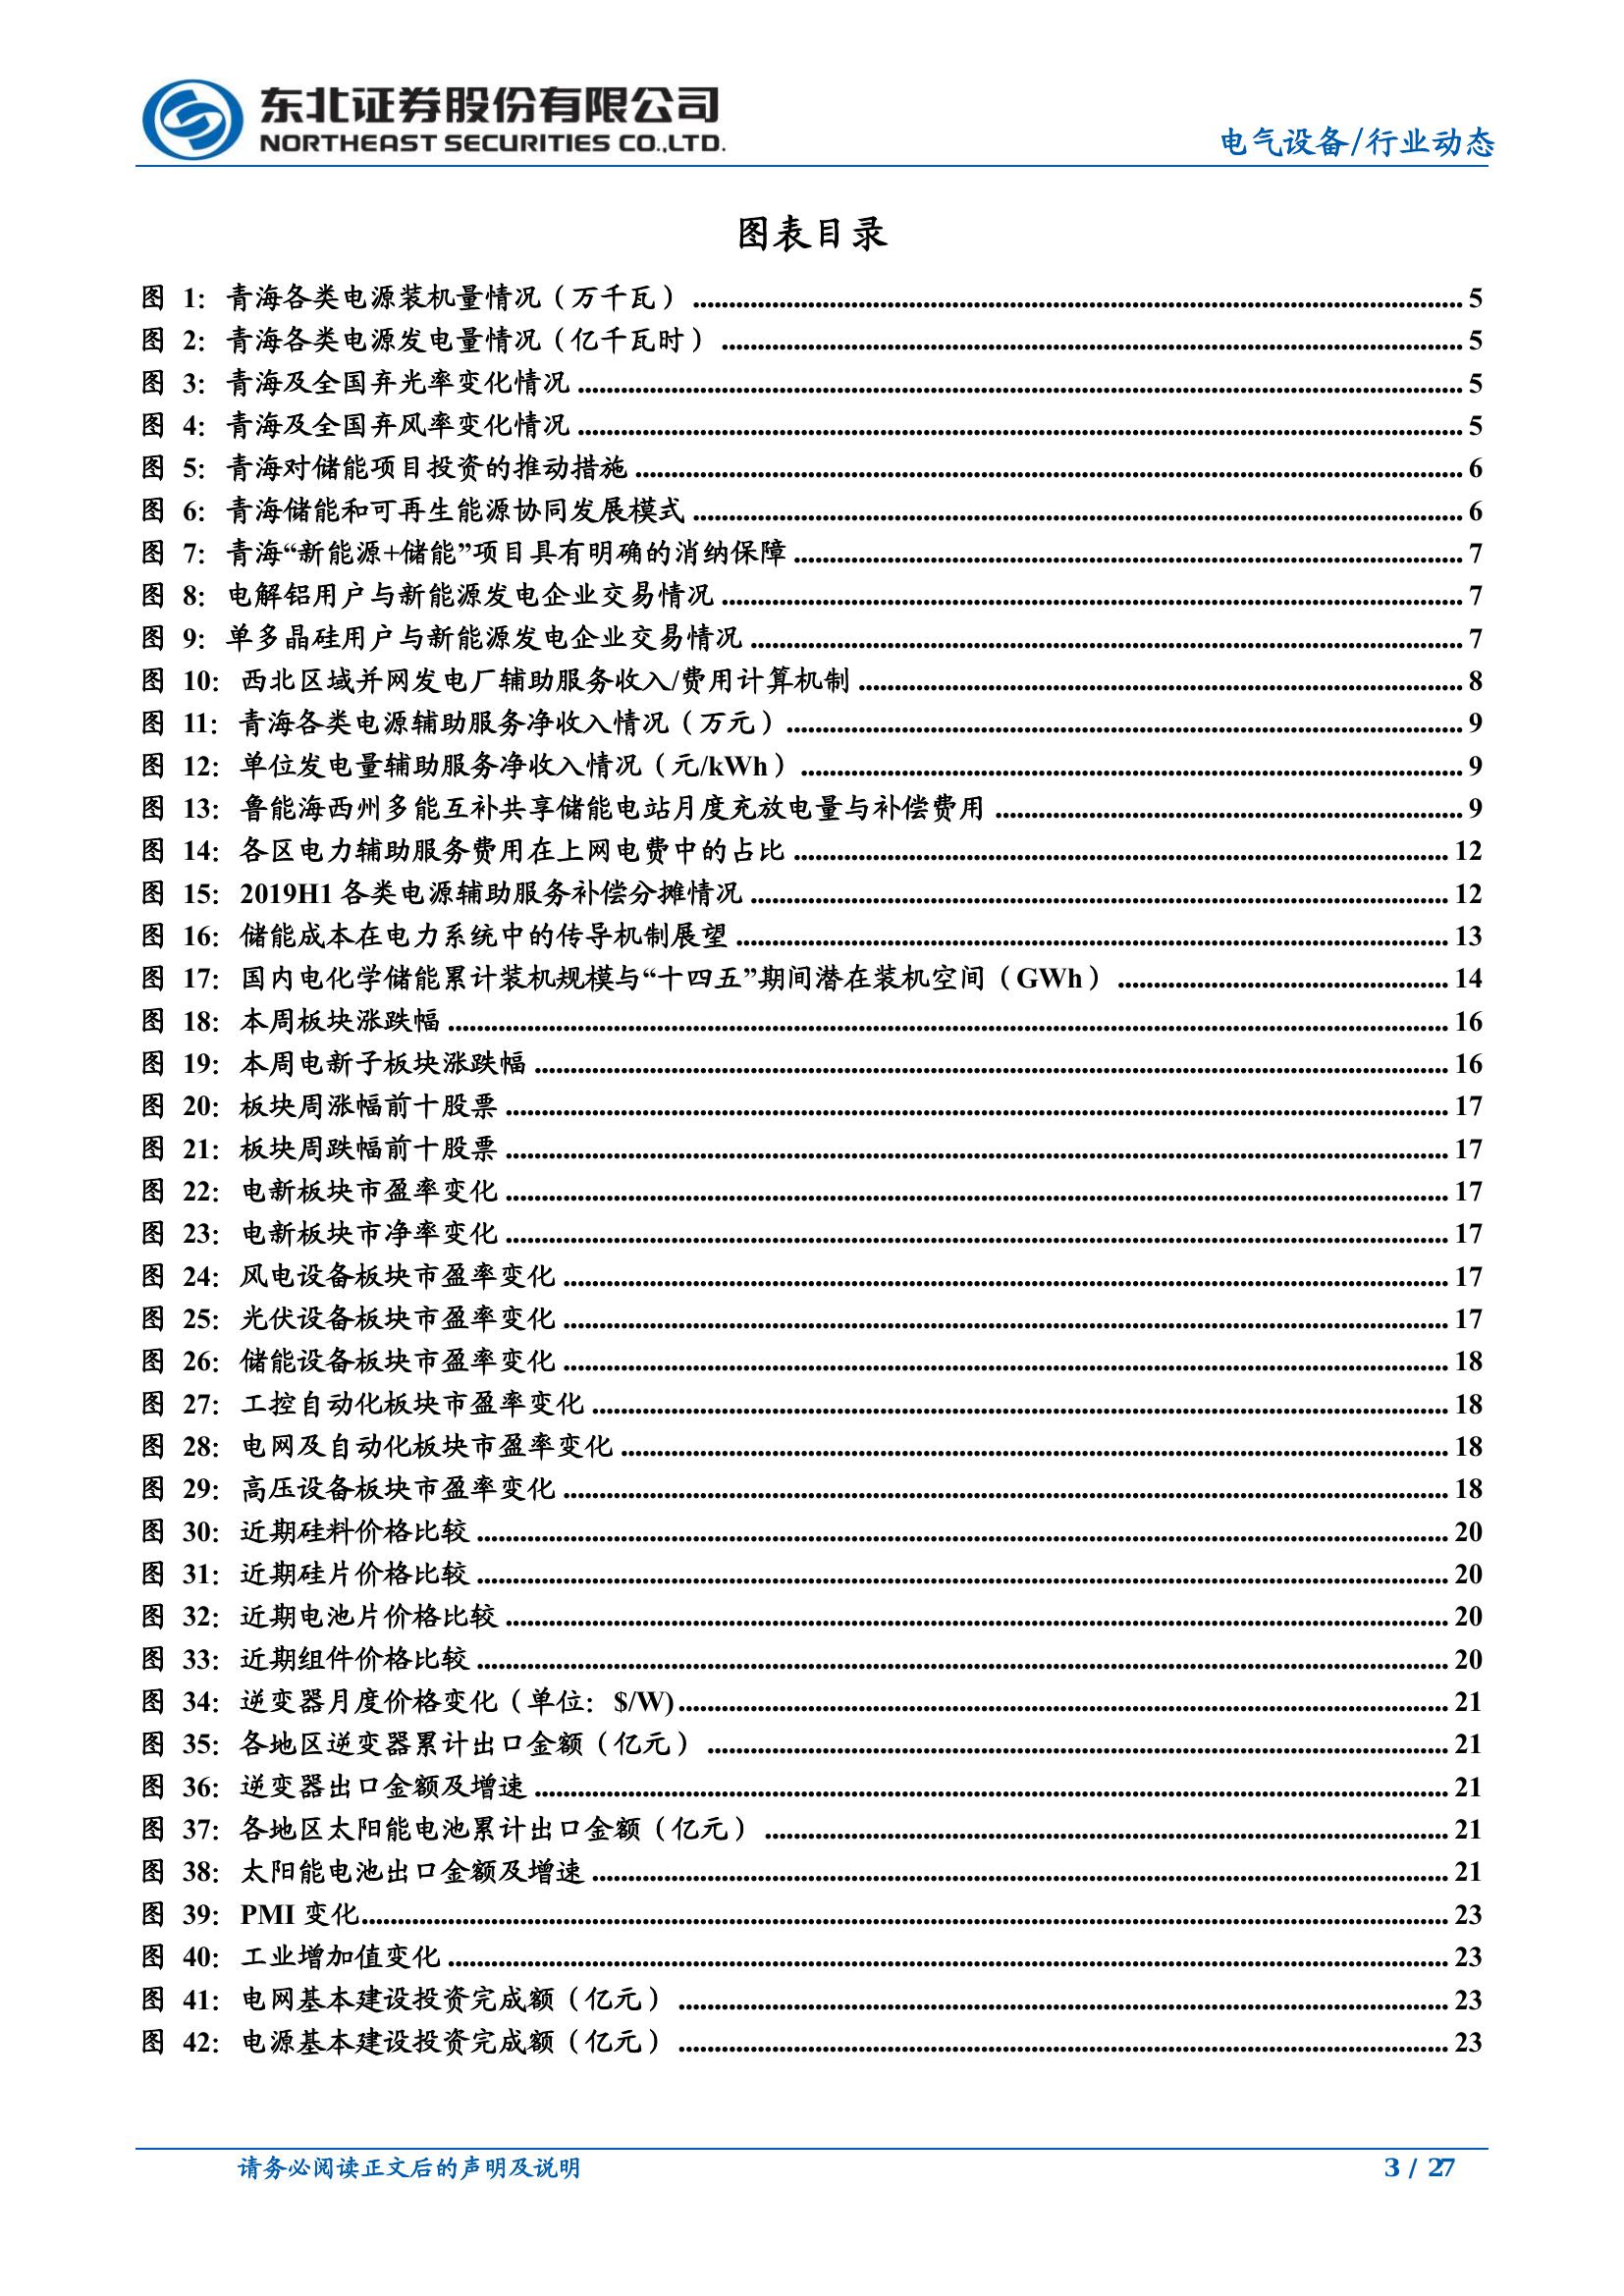 东北证券股份有限公司
NORTHEAST SECURITIES CO.,LTD.
电气设备/行业动态
图表目录
图 1：青海各类电源装机量情况（万千瓦） ........ 5
图 2：青海各类电源发电量情况（亿千瓦时） ........ 5
图 3：青海及全国弃光率变化情况 ........ 5
图 4：青海及全国弃风率变化情况 ........ 5
图 5：青海对储能项目投资的推动措施 ........ 6
图 6：青海储能和可再生能源协同发展模式 ........ 6
图 7：青海“新能源+储能”项目具有明确的消纳保障 ........ 7
图 8：电解铝用户与新能源发电企业交易情况 ........ 7
图 9：单多晶硅用户与新能源发电企业交易情况 ........ 7
图 10：西北区域并网发电厂辅助服务收入/费用计算机制 ........ 8
图 11：青海各类电源辅助服务净收入情况（万元） ........ 9
图 12：单位发电量辅助服务净收入情况（元/kWh） ........ 9
图 13：鲁能海西州多能互补共享储能电站月度充放电量与补偿费用 ........ 9
图 14：各区电力辅助服务费用在上网电费中的占比 ........ 12
图 15：2019H1 各类电源辅助服务补偿分摊情况 ........ 12
图 16：储能成本在电力系统中的传导机制展望 ........ 13
图 17：国内电化学储能累计装机规模与“十四五”期间潜在装机空间（GWh） ........ 14
图 18：本周板块涨跌幅 ........ 16
图 19：本周电新子板块涨跌幅 ........ 16
图 20：板块周涨幅前十股票 ........ 17
图 21：板块周跌幅前十股票 ........ 17
图 22：电新板块市盈率变化 ........ 17
图 23：电新板块市净率变化 ........ 17
图 24：风电设备板块市盈率变化 ........ 17
图 25：光伏设备板块市盈率变化 ........ 17
图 26：储能设备板块市盈率变化 ........ 18
图 27：工控自动化板块市盈率变化 ........ 18
图 28：电网及自动化板块市盈率变化 ........ 18
图 29：高压设备板块市盈率变化 ........ 18
图 30：近期硅料价格比较 ........ 20
图 31：近期硅片价格比较 ........ 20
图 32：近期电池片价格比较 ........ 20
图 33：近期组件价格比较 ........ 20
图 34：逆变器月度价格变化（单位：$/W) ........ 21
图 35：各地区逆变器累计出口金额（亿元） ........ 21
图 36：逆变器出口金额及增速 ........ 21
图 37：各地区太阳能电池累计出口金额（亿元） ........ 21
图 38：太阳能电池出口金额及增速 ........ 21
图 39：PMI 变化 ........ 23
图 40：工业增加值变化 ........ 23
图 41：电网基本建设投资完成额（亿元） ........ 23
图 42：电源基本建设投资完成额（亿元） ........ 23
请务必阅读正文后的声明及说明
3 / 27